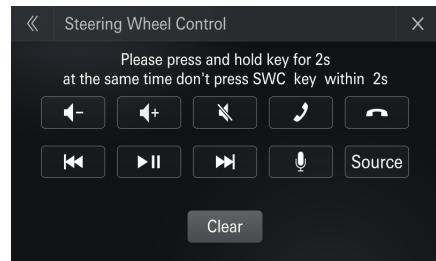 Steering Wheel Control
Please press and hold key for 2s
at the same time don't press SWC key within 2s
Source
Clear